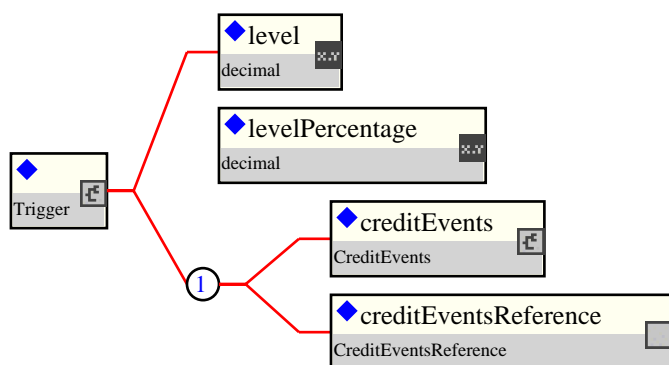 level
decimal
X.Y
levelPercentage
decimal
X.Y
Trigger
creditEvents
CreditEvents
1
creditEventsReference
CreditEventsReference